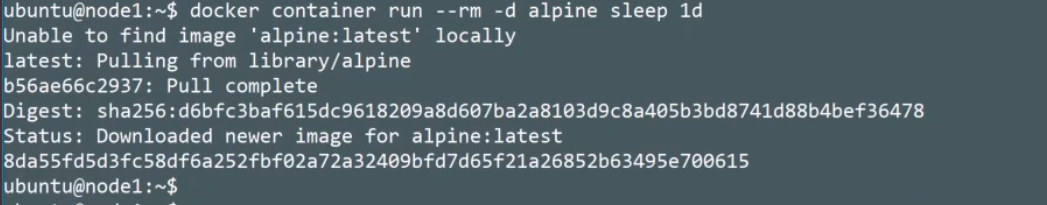 ubuntu@node1:~$ docker container run --rm -d alpine sleep 1d
Unable to find image 'alpine:latest' locally
latest: Pulling from library/alpine
b56ae66c2937: Pull complete
Digest: sha256:d6bfc3baf615dc9618209a8d607ba2a8103d9c8a405b3bd8741d88b4bef36478
Status: Downloaded newer image for alpine:latest
8da55fd5d3fc58df6a252fbf02a72a32409bfd7d65f21a26852b63495e700615
ubuntu@node1:~$